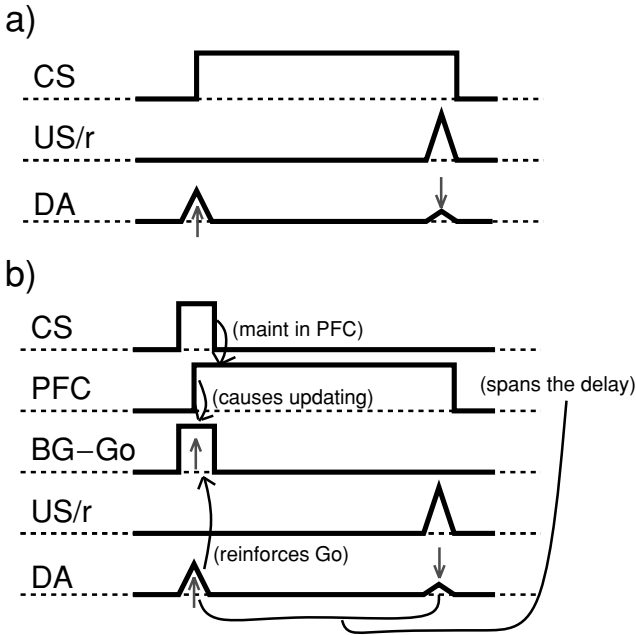 a)
CS
US/r
DA
b)
CS
(maint in PFC)
PFC
(causes updating)
(spans the delay)
BG–Go
US/r
(reinforces Go)
DA